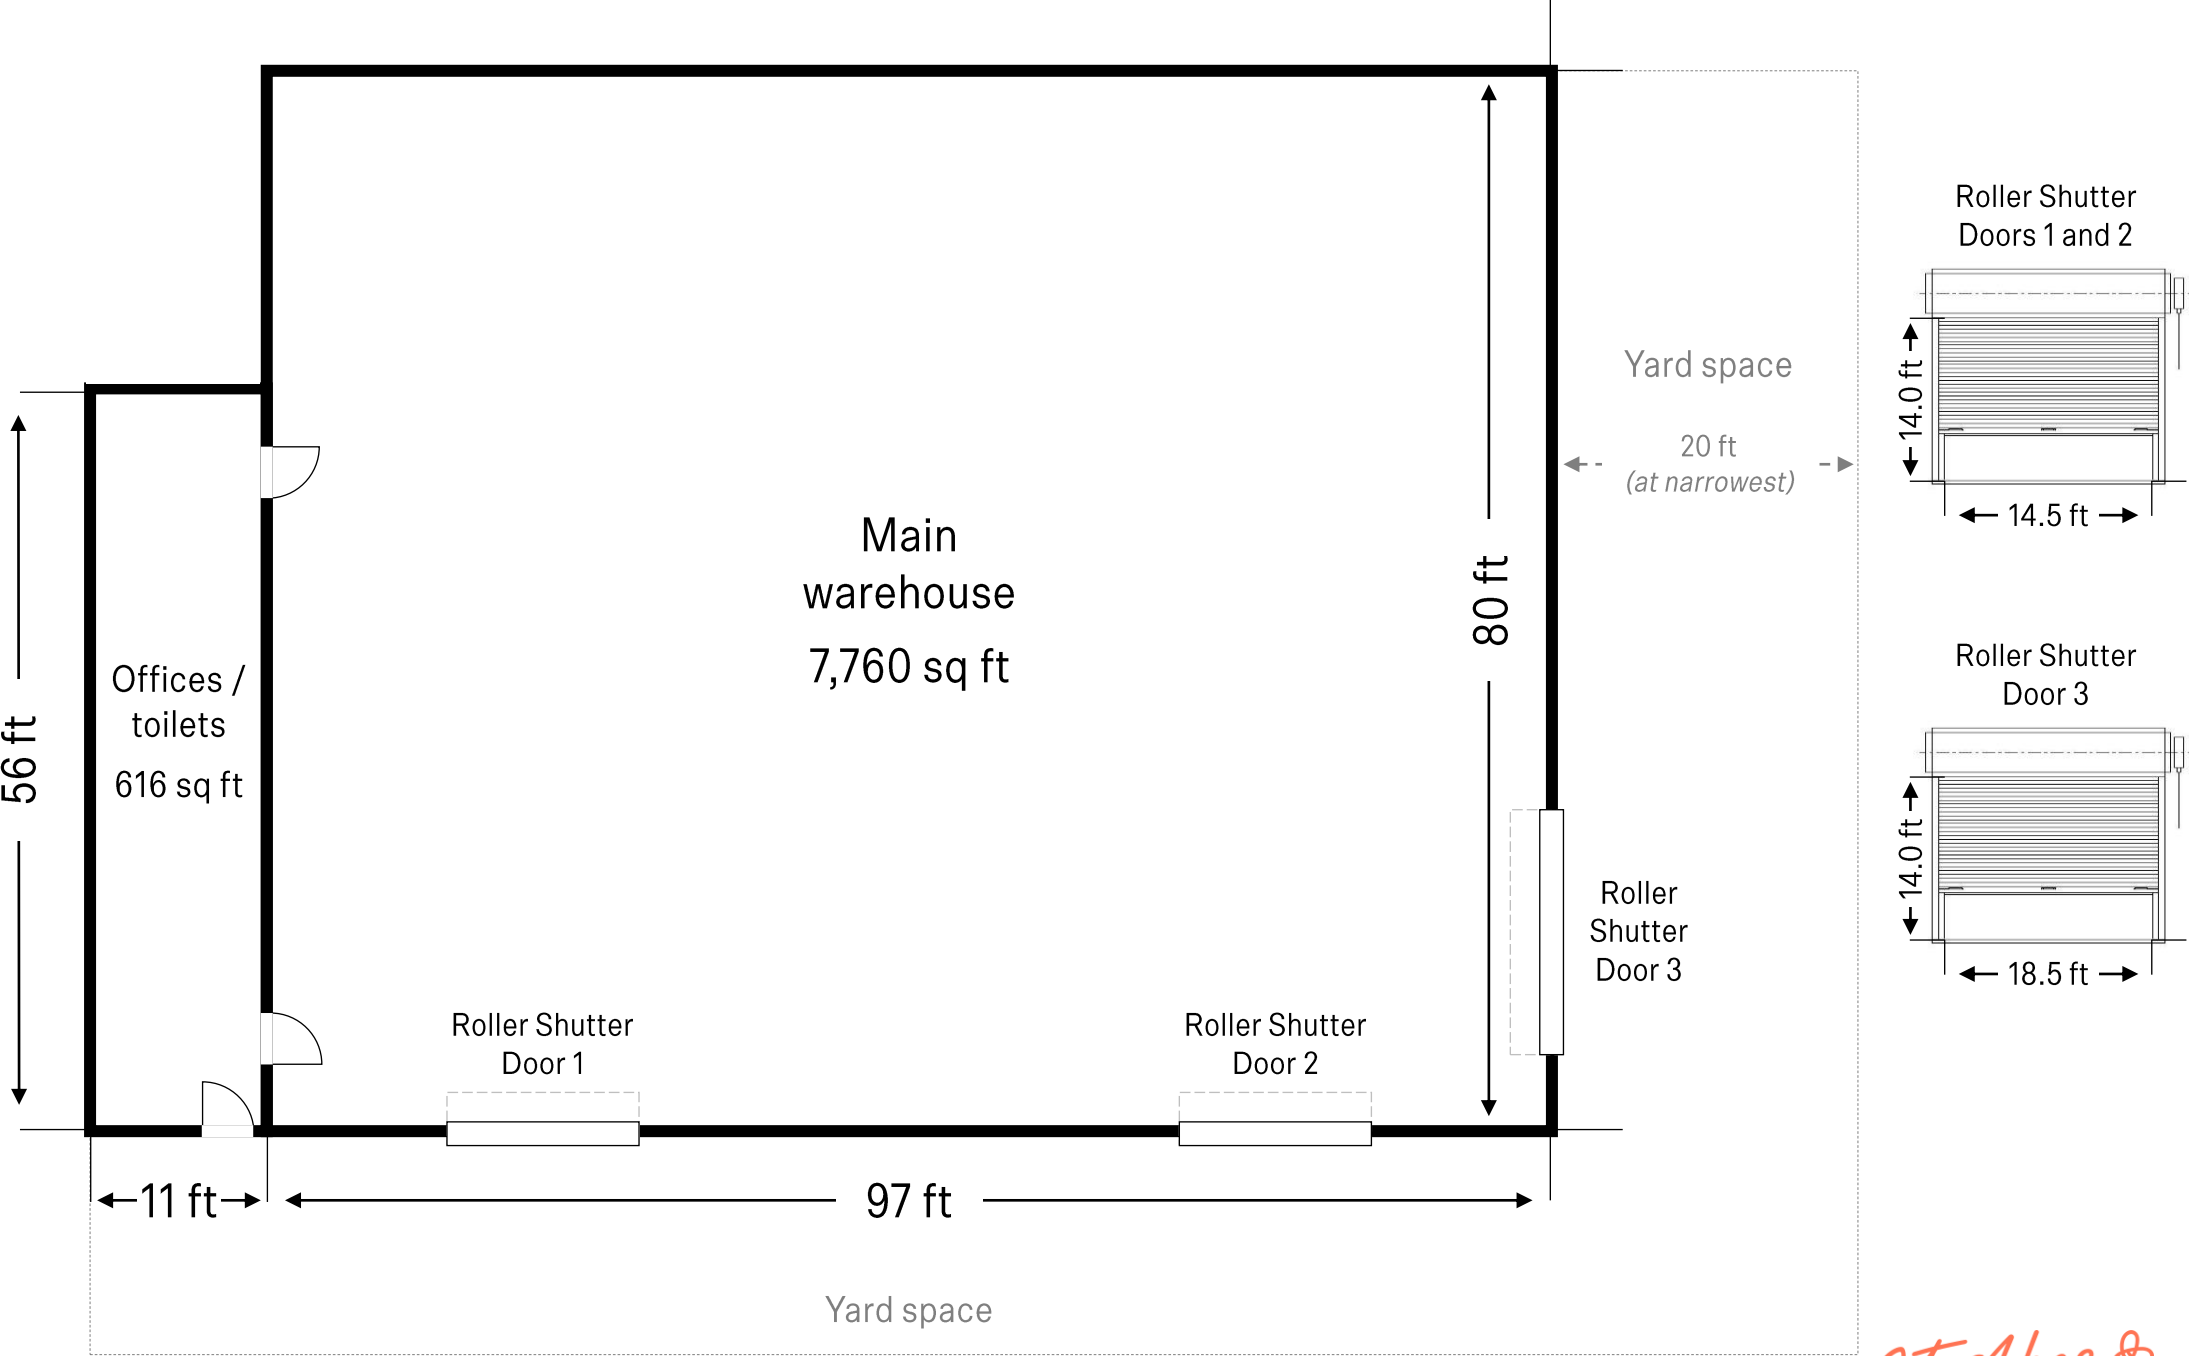 Roller Shutter
Doors 1 and 2
14.0 ft
14.5 ft
Yard space
20 ft
(at narrowest)
Main
warehouse
7,760 sq ft
80 ft
Offices /
toilets
616 sq ft
56 ft
Roller Shutter
Door 3
14.0 ft
18.5 ft
Roller
Shutter
Door 3
Roller Shutter
Door 1
Roller Shutter
Door 2
11 ft
97 ft
Yard space